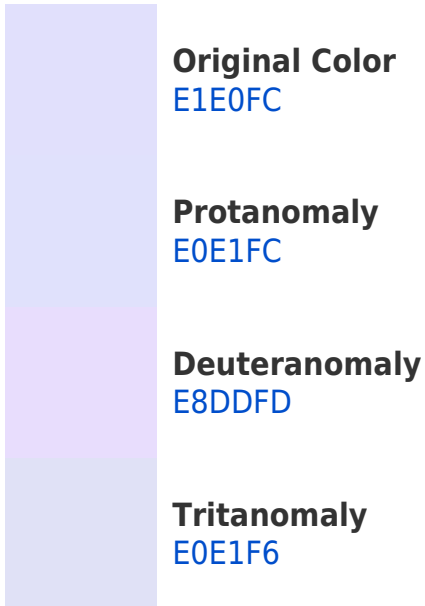 Original Color
E1E0FC
Protanomaly
E0E1FC
Deuteranomaly
E8DDFD
Tritanomaly
E0E1F6